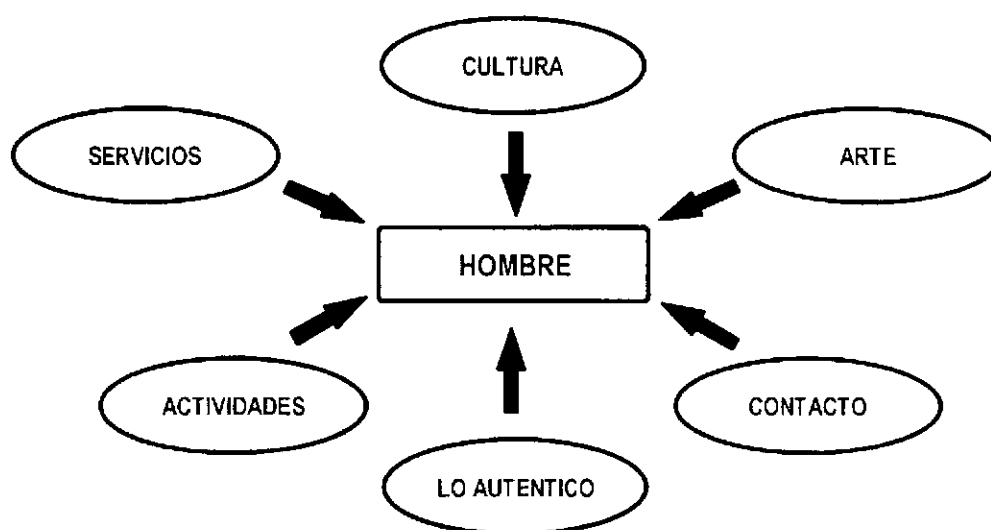 CULTURA
SERVICIOS
ARTE
HOMBRE
ACTIVIDADES
CONTACTO
LO AUTENTICO